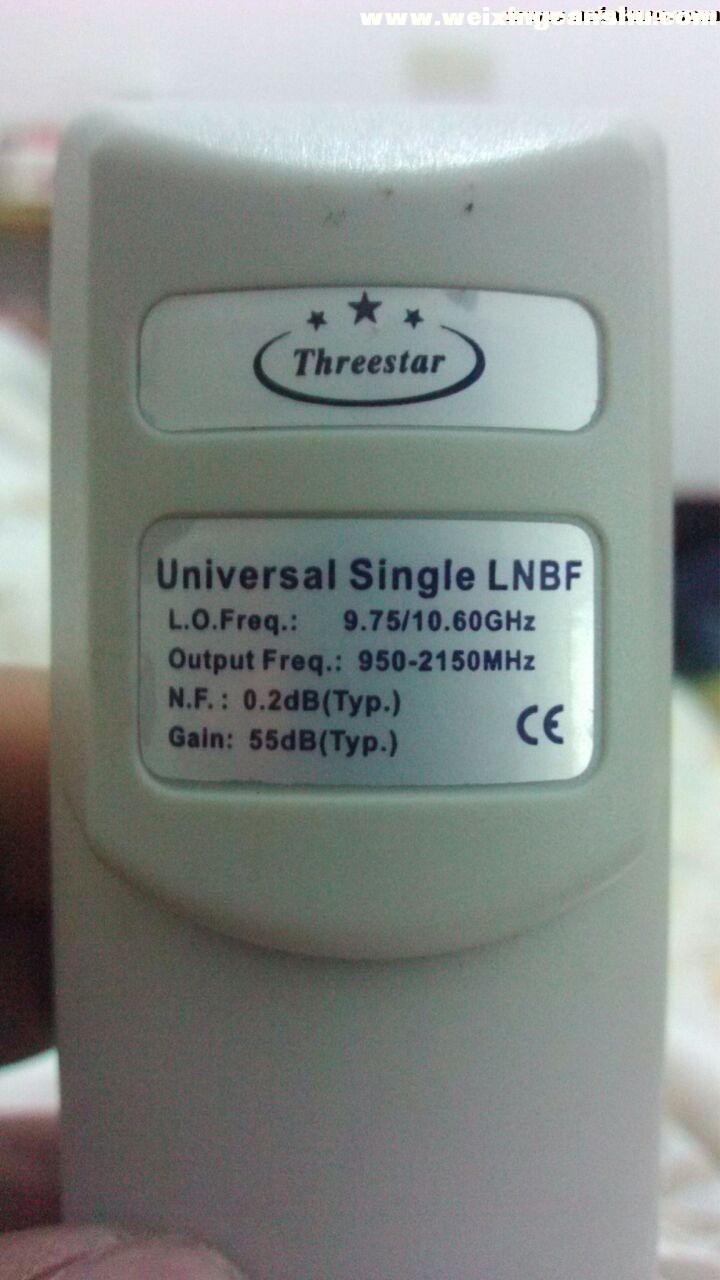 Threestar
Universal Single LNBF
L.O.Freq.: 9.75/10.60GHz
Output Freq.: 950-2150MHz
N.F.: 0.2dB(Typ.)
Gain: 55dB(Typ.)
CE